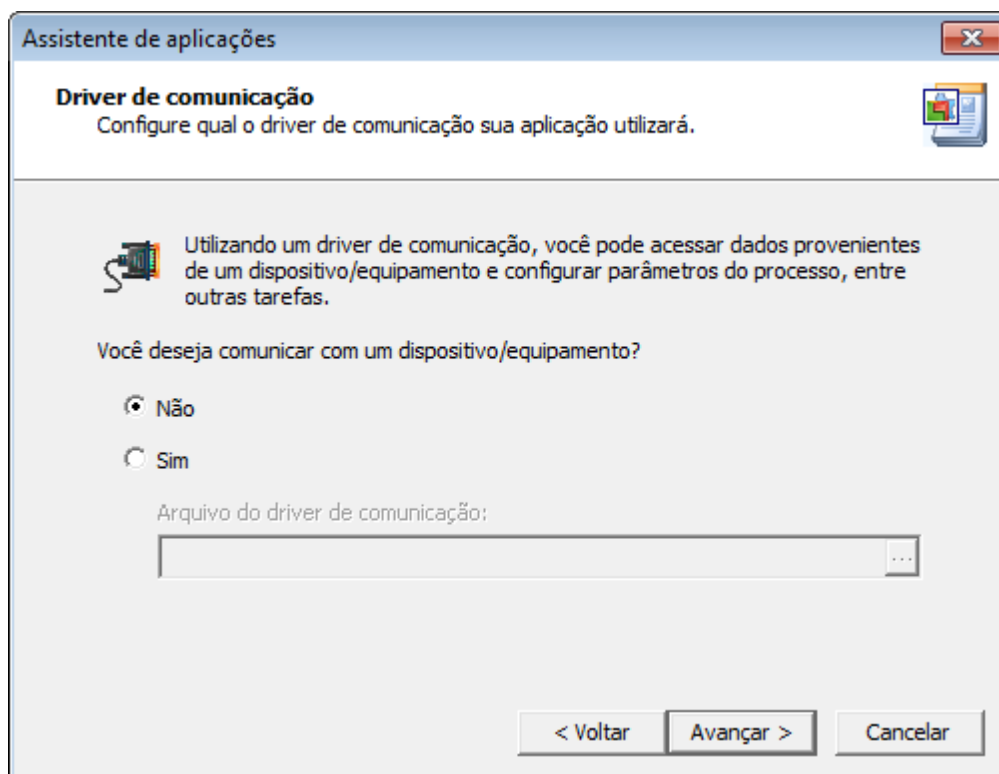 Assistente de aplicações
Driver de comunicação
Configure qual o driver de comunicação sua aplicação utilizará.
Utilizando um driver de comunicação, você pode acessar dados provenientes
de um dispositivo/equipamento e configurar parâmetros do processo, entre
outras tarefas.
Você deseja comunicar com um dispositivo/equipamento?
Não
Sim
Arquivo do driver de comunicação:
...
< Voltar
Avançar >
Cancelar